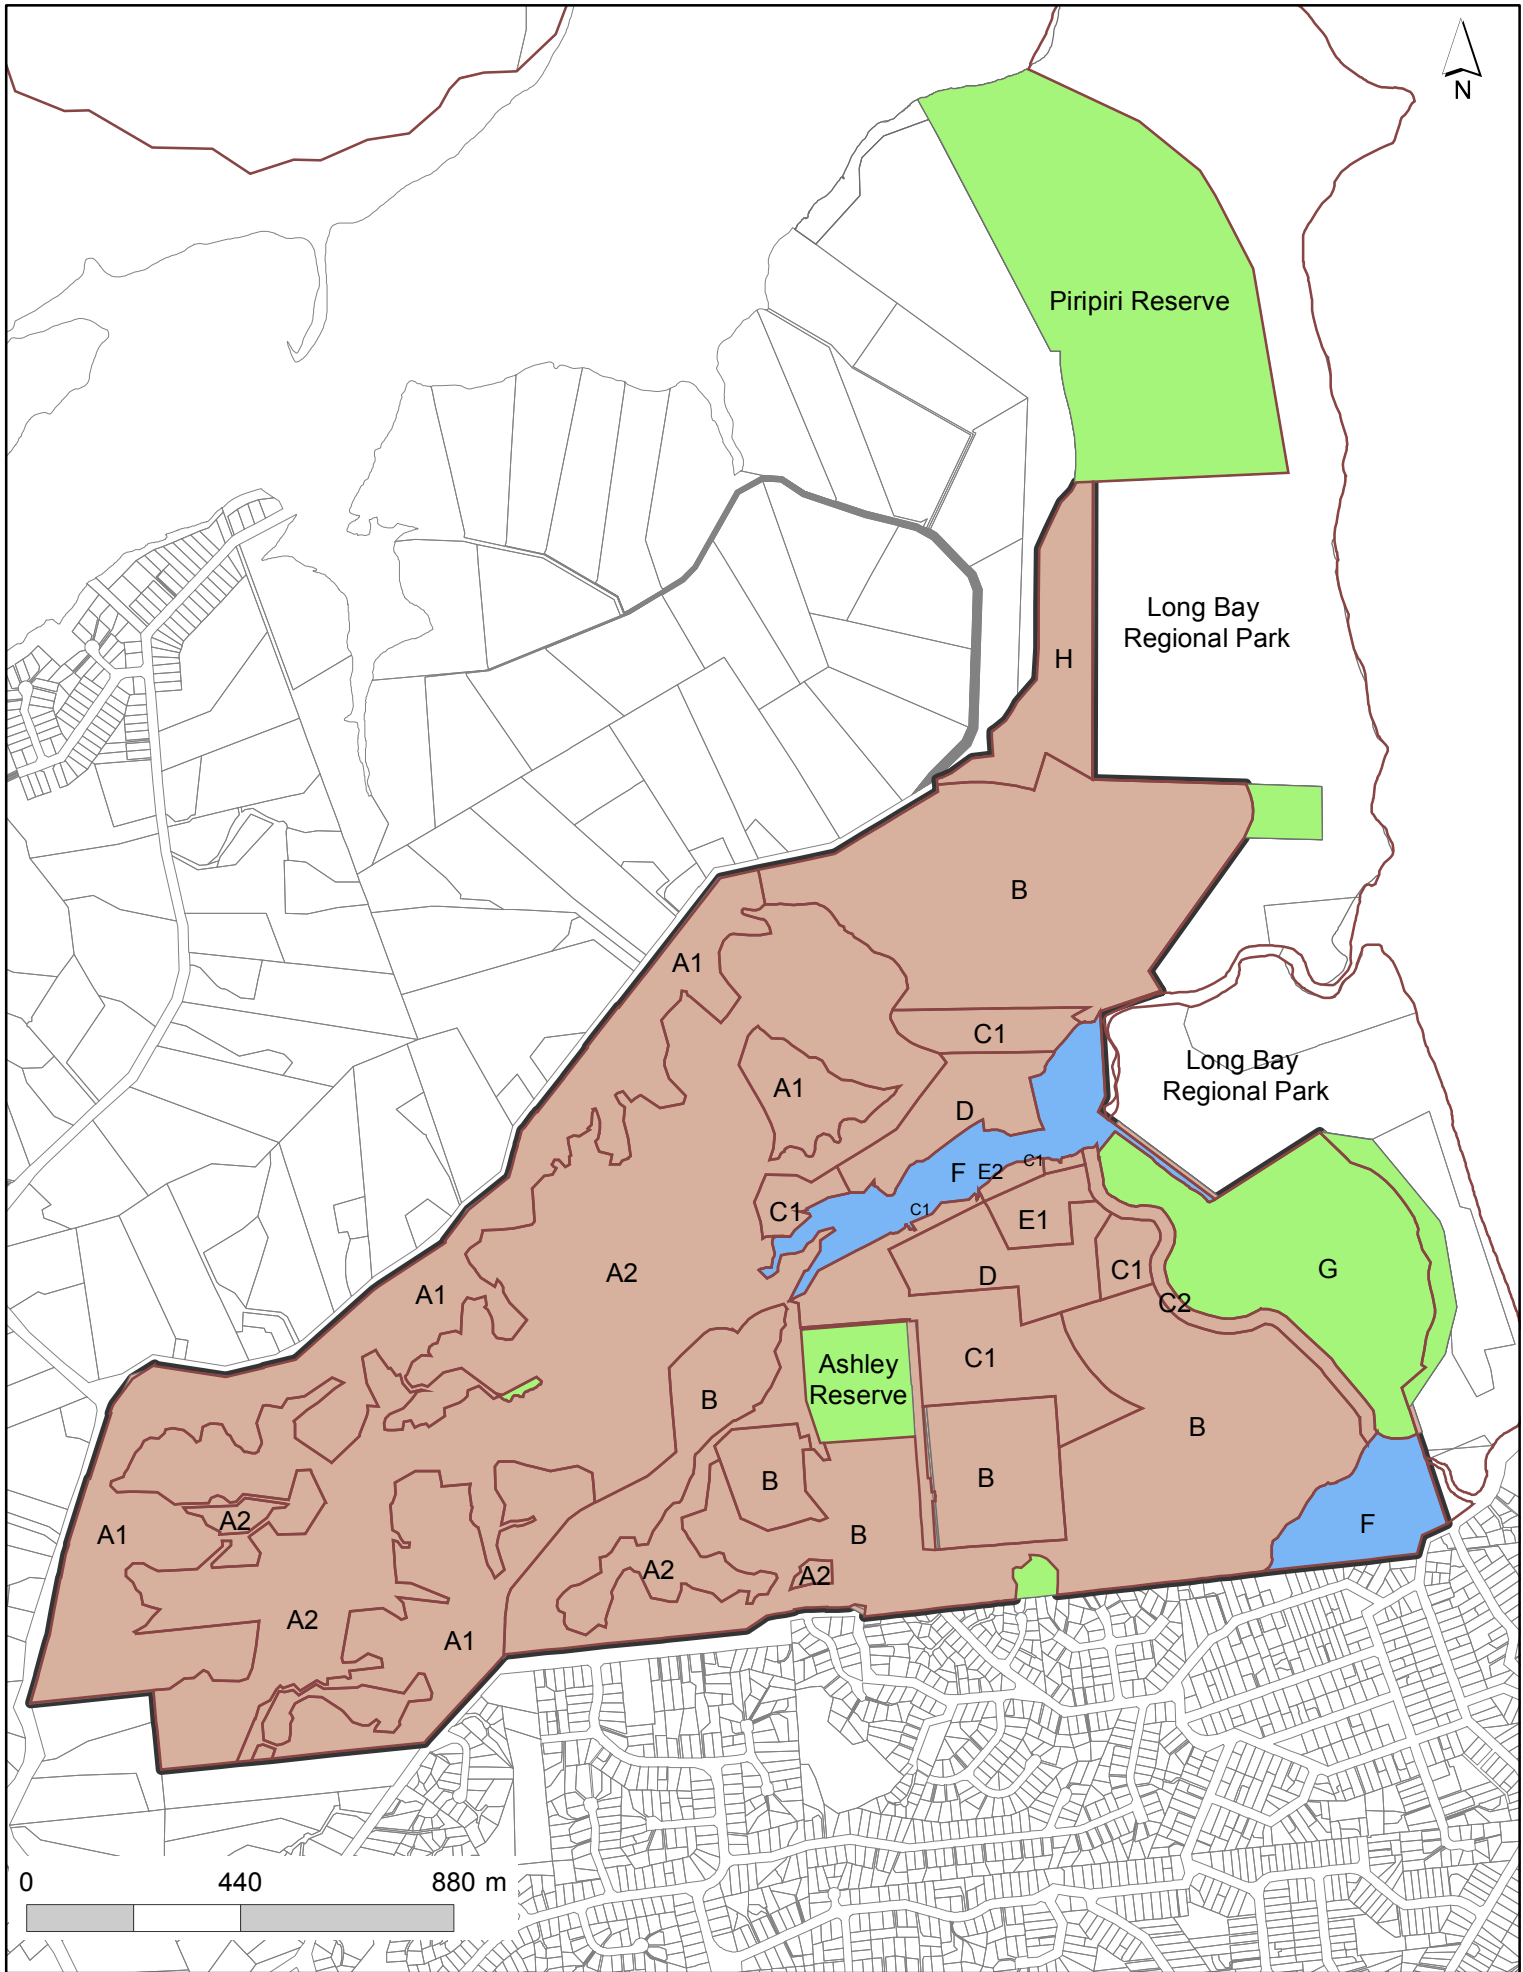 N
Piripiri Reserve
Long Bay
Regional Park
H
B
A1
C1
Long Bay
Regional Park
A1
D
C1
F
E2
C1
C1
E1
A2
G
D
C1
A1
C2
Ashley
Reserve
C1
B
B
B
B
A2
A1
B
F
A2
A2
A2
A1
0
440
880 m